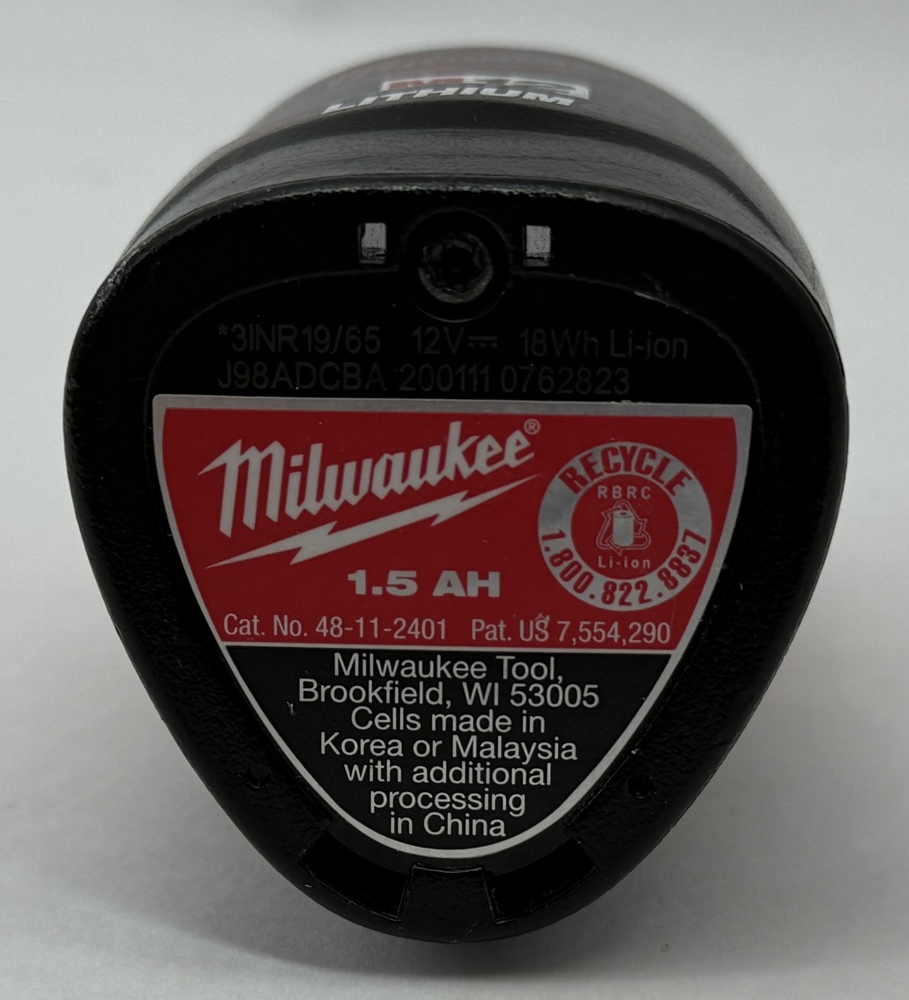 LITHIUM
*3INR19/65 12V⎓ 18Wh Li-ion
J98ADCBA 200111 0762823
Milwaukee®
RECYCLE
RBRC
Li-ion
1.800.822.8837
1.5 AH
Cat. No. 48-11-2401 Pat. US 7,554,290
Milwaukee Tool,
Brookfield, WI 53005
Cells made in
Korea or Malaysia
with additional
processing
in China